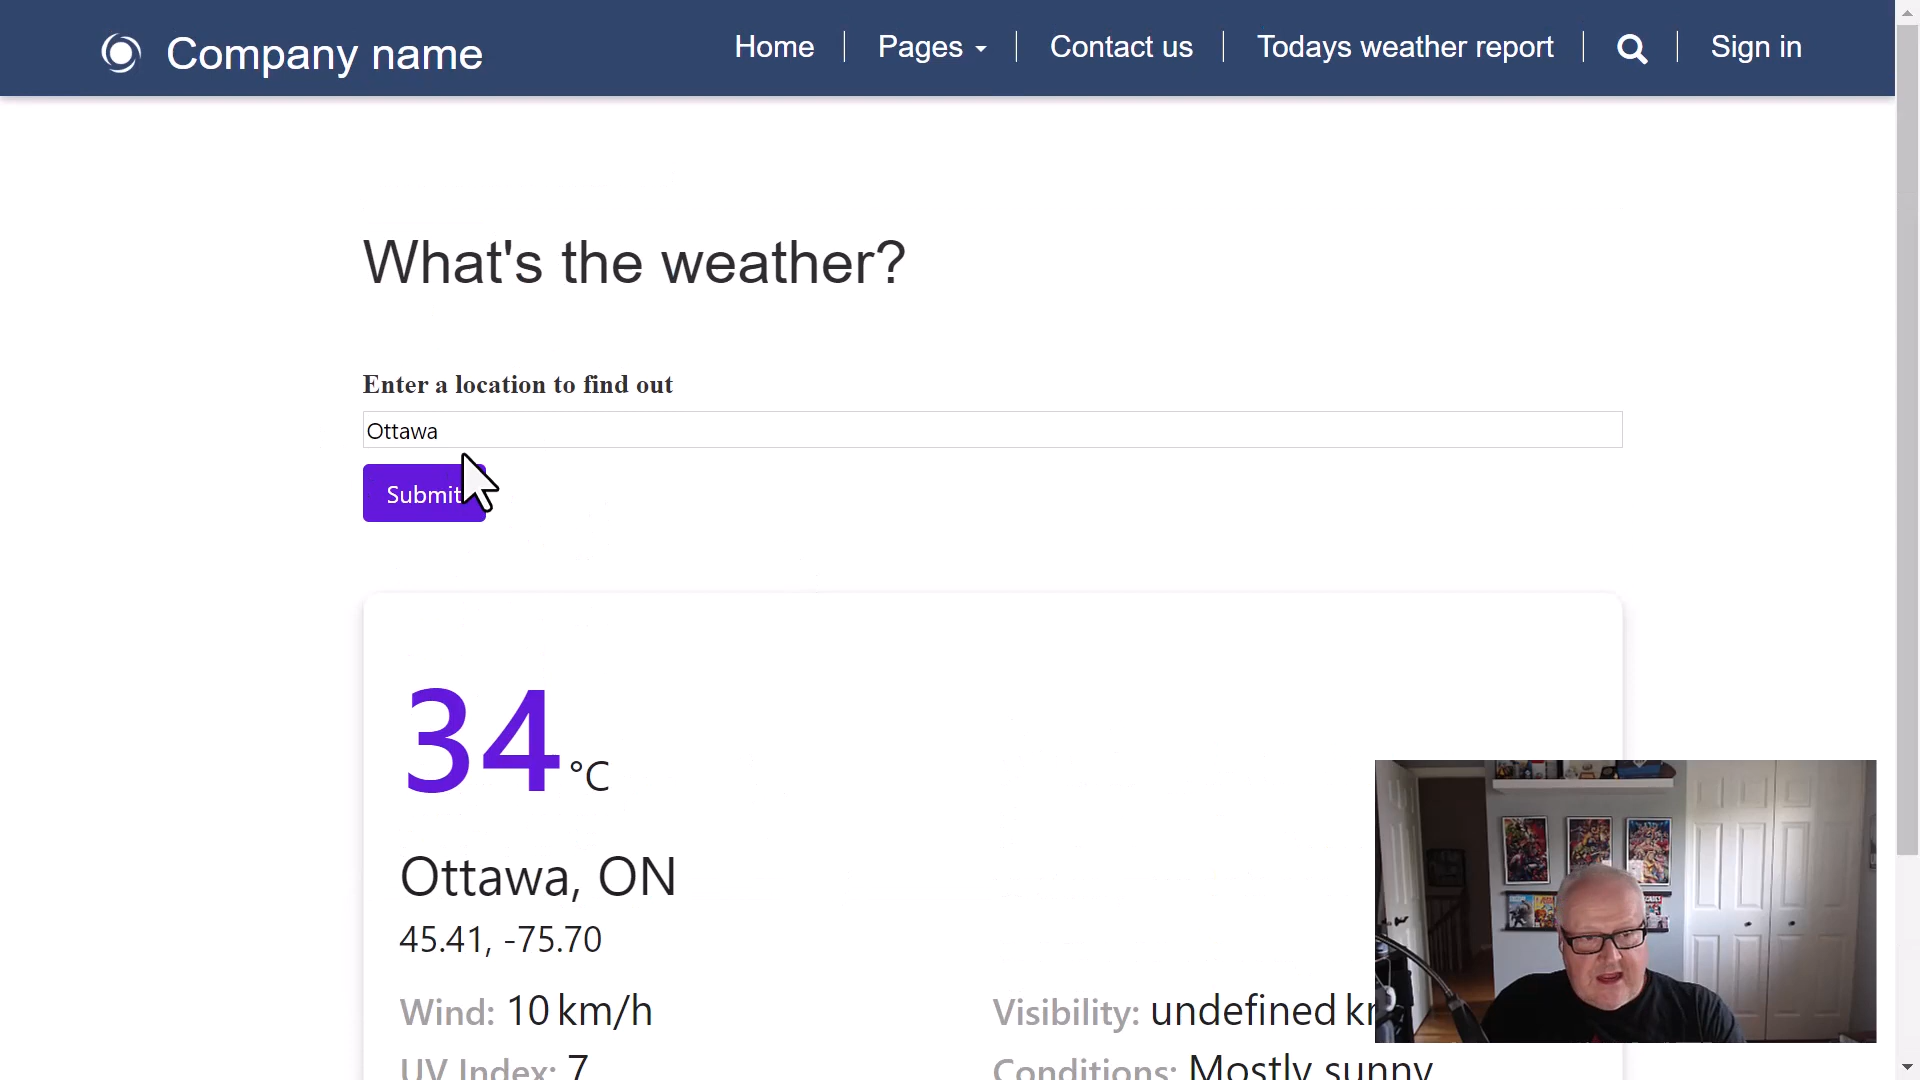 Company name
Home
Pages
Contact us
Todays weather report
Sign in
What's the weather?
Enter a location to find out
Ottawa
Submit
34 °C
Ottawa, ON
45.41, -75.70
Wind: 10 km/h
Visibility: undefined
UV Index: 7
Conditions: Mostly sunny